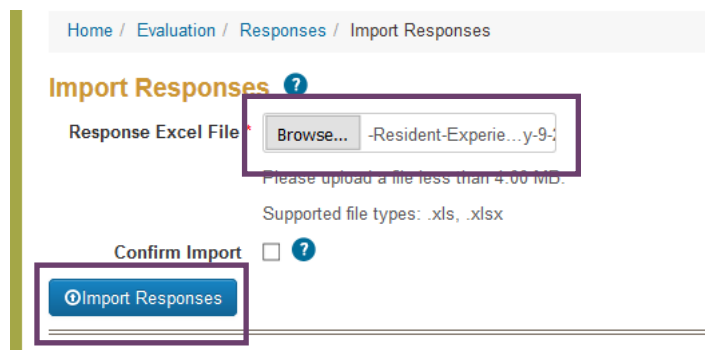 Home / Evaluation / Responses / Import Responses
Import Responses ?
Response Excel File * Browse... -Resident-Experie...y-9-2
Please upload a file less than 4.00 MB.
Supported file types: .xls, .xlsx
Confirm Import ?
Import Responses